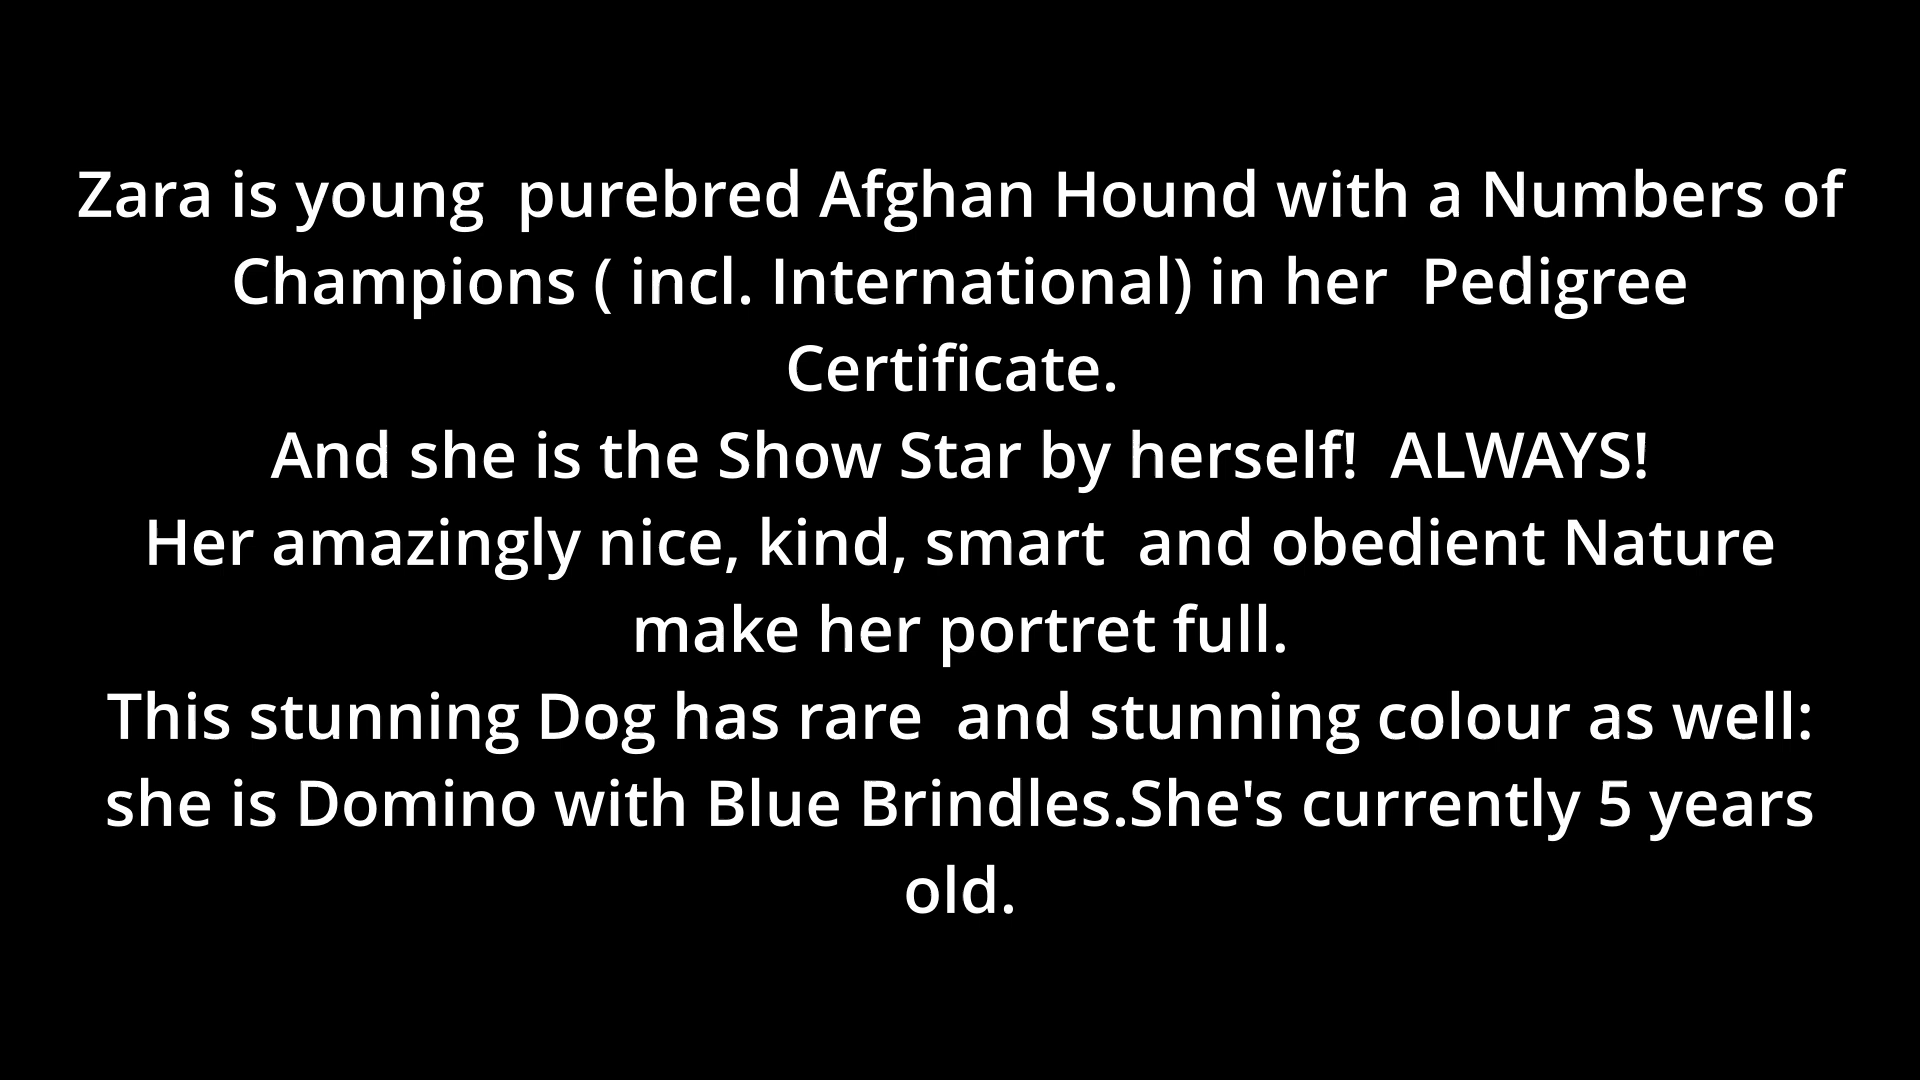 Zara is young  purebred Afghan Hound with a Numbers of
Champions ( incl. International) in her  Pedigree
Certificate.
And she is the Show Star by herself!  ALWAYS!
Her amazingly nice, kind, smart  and obedient Nature
make her portret full.
This stunning Dog has rare  and stunning colour as well:
she is Domino with Blue Brindles.She's currently 5 years
old.